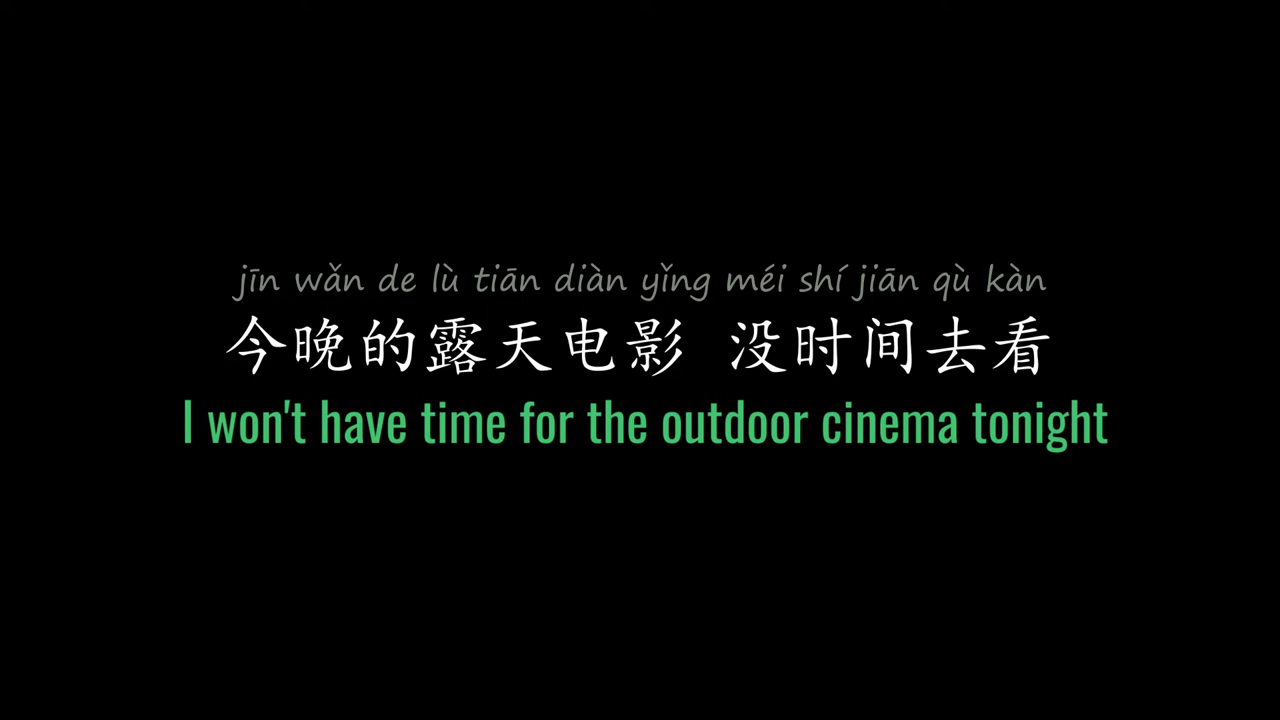 jīn wǎn de lù tiān diàn yǐng méi shí jiān qù kàn
今晚的露天电影 没时间去看
I won't have time for the outdoor cinema tonight